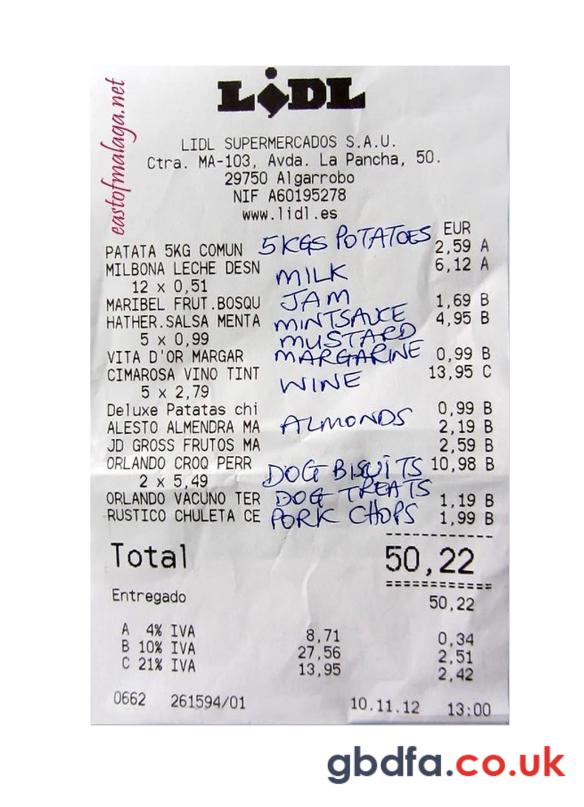 eastofmalaga.net
LIDL
LIDL SUPERMERCADOS S.A.U.
Ctra. MA-103, Avda. La Pancha, 50.
29750 Algarrobo
NIF A60195278
www.lidl.es
EUR
PATATA 5KG COMUN 5KGS POTATOES 2,59 A
MILBONA LECHE DESN MILK 6,12 A
12 x 0,51
MARIBEL FRUT.BOSQU JAM 1,69 B
HATHER.SALSA MENTA MINTSAUCE 4,95 B
5 x 0,99 MUSTARD
VITA D'OR MARGAR MARGARINE 0,99 B
CIMAROSA VINO TINT WINE 13,95 C
5 x 2,79
Deluxe Patatas chi 0,99 B
ALESTO ALMENDRA MA ALMONDS 2,19 B
JD GROSS FRUTOS MA 2,59 B
ORLANDO CROQ PERR DOG BISCUITS 10,98 B
2 x 5,49 DOG TREATS
ORLANDO VACUNO TER 1,19 B
RUSTICO CHULETA CE PORK CHOPS 1,99 B
Total 50,22
Entregado 50,22
A 4% IVA 8,71 0,34
B 10% IVA 27,56 2,51
C 21% IVA 13,95 2,42
0662 261594/01 10.11.12 13:00
gbdfa.co.uk